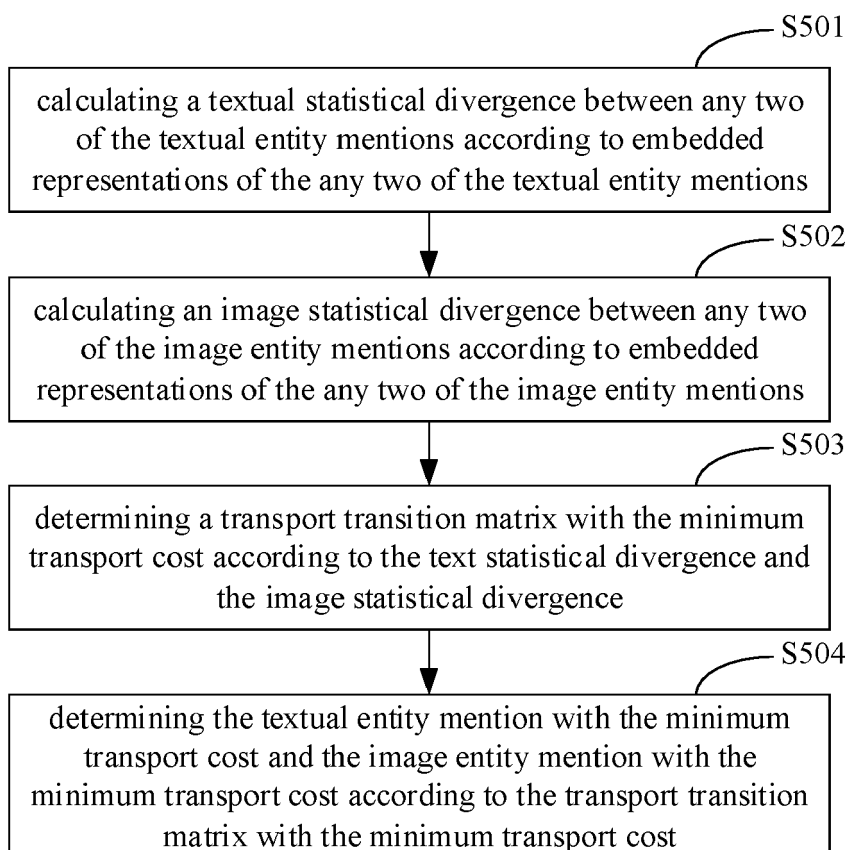 S501
calculating a textual statistical divergence between any two
of the textual entity mentions according to embedded
representations of the any two of the textual entity mentions
S502
calculating an image statistical divergence between any two
of the image entity mentions according to embedded
representations of the any two of the image entity mentions
S503
determining a transport transition matrix with the minimum
transport cost according to the text statistical divergence and
the image statistical divergence
S504
determining the textual entity mention with the minimum
transport cost and the image entity mention with the
minimum transport cost according to the transport transition
matrix with the minimum transport cost